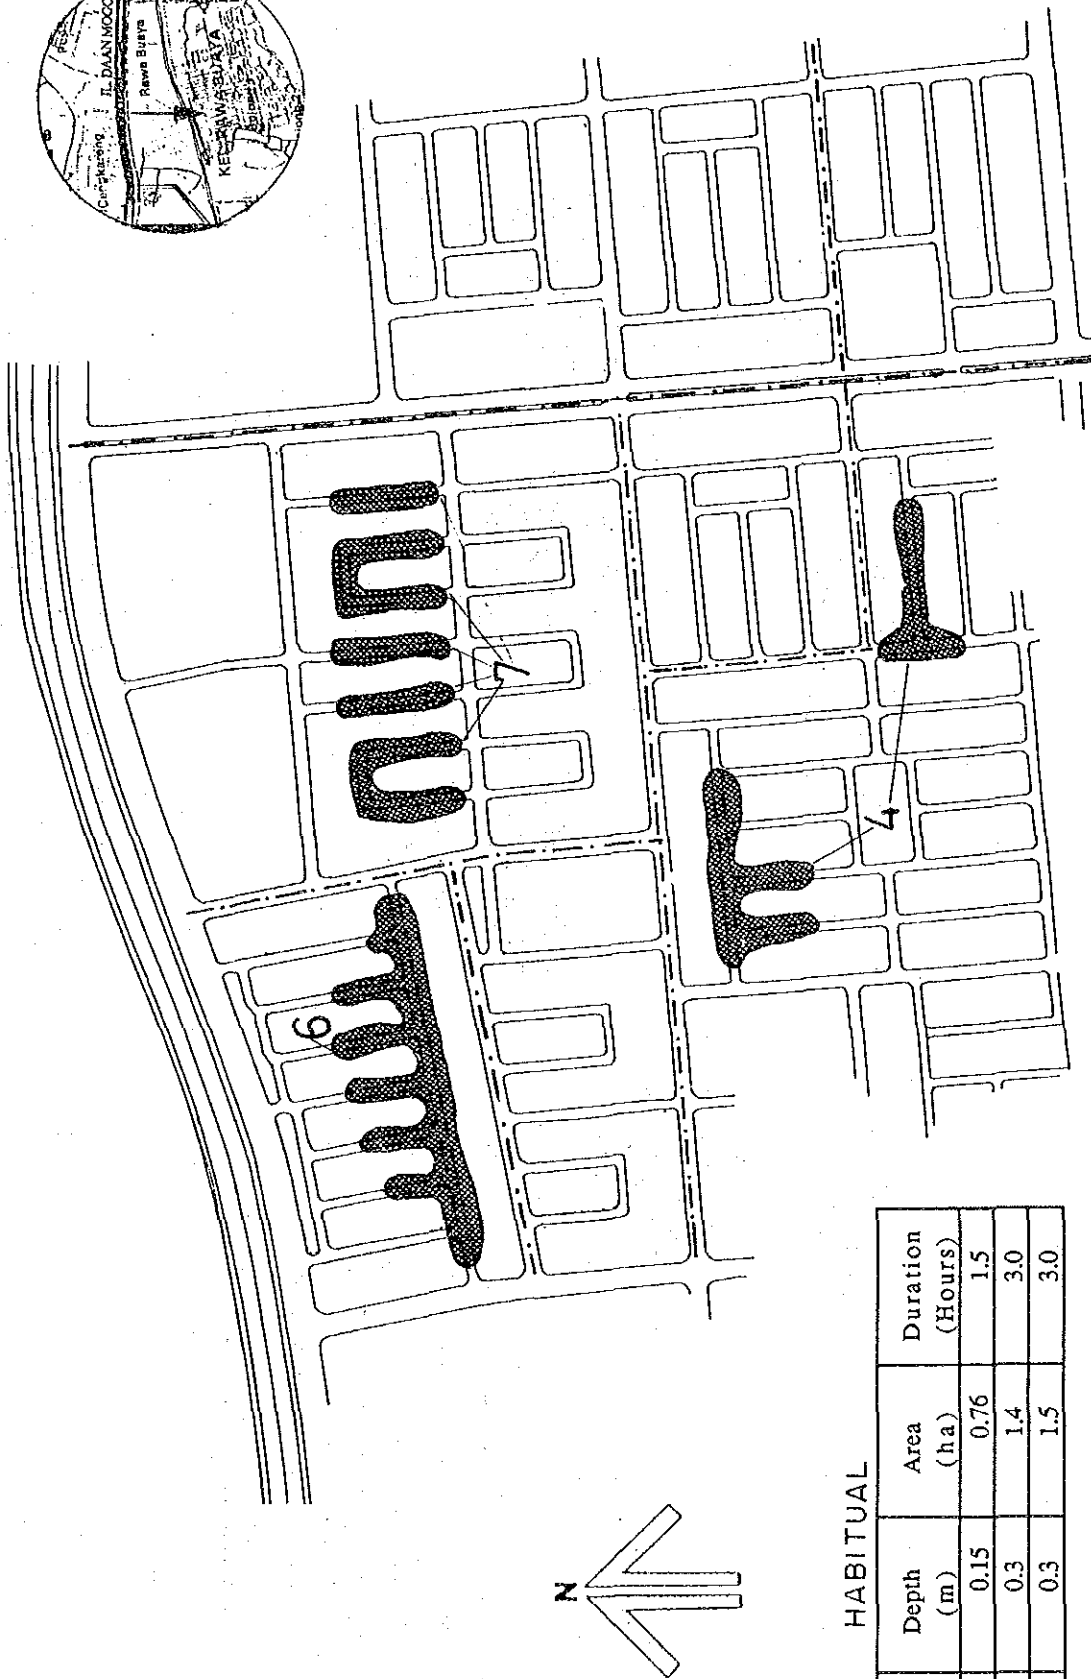 JL. DAAN MOGO
Cengkareng
Rawa Buaya
KEL. RAWA BUAYA
7
6
4
N
HABITUAL
Depth (m) Area (ha) Duration (Hours)
0.15 0.76 1.5
0.3 1.4 3.0
0.3 1.5 3.0